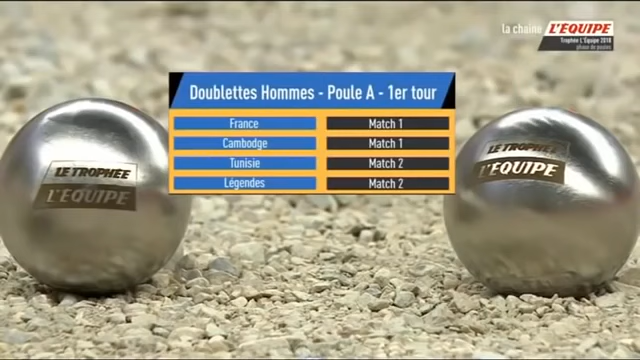 la chaine L'ÉQUIPE
Trophée L'Équipe 2018
phase de poules
Doublettes Hommes - Poule A - 1er tour
France Match 1
Cambodge Match 1
Tunisie Match 2
Légendes Match 2
LE TROPHÉE
L'ÉQUIPE
LE TROPHÉE
L'ÉQUIPE